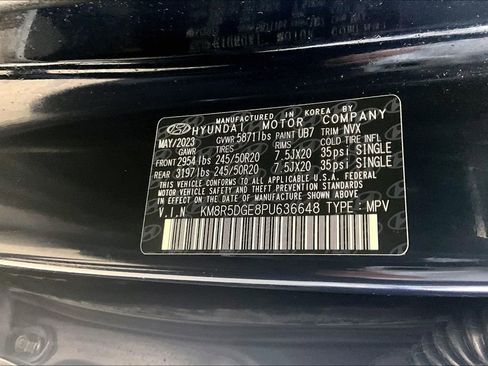 MANUFACTURED IN KOREA BY
HYUNDAI MOTOR COMPANY
MAY/2023 GVWR 5871lbs PAINT UB7 TRIM NVX
GAWR TIRES RIMS COLD TIRE INFL.
FRONT 2954lbs 245/50R20 7.5JX20 35psi SINGLE
REAR 3197lbs 245/50R20 7.5JX20 35psi SINGLE
THIS VEHICLE CONFORMS TO ALL APPLICABLE U.S.A. FEDERAL
MOTOR VEHICLE SAFETY AND THEFT PREVENTION STANDARDS
IN EFFECT ON THE DATE OF MANUFACTURE SHOWN ABOVE.
V.I.N KM8R5DGE8PU636648 TYPE : MPV